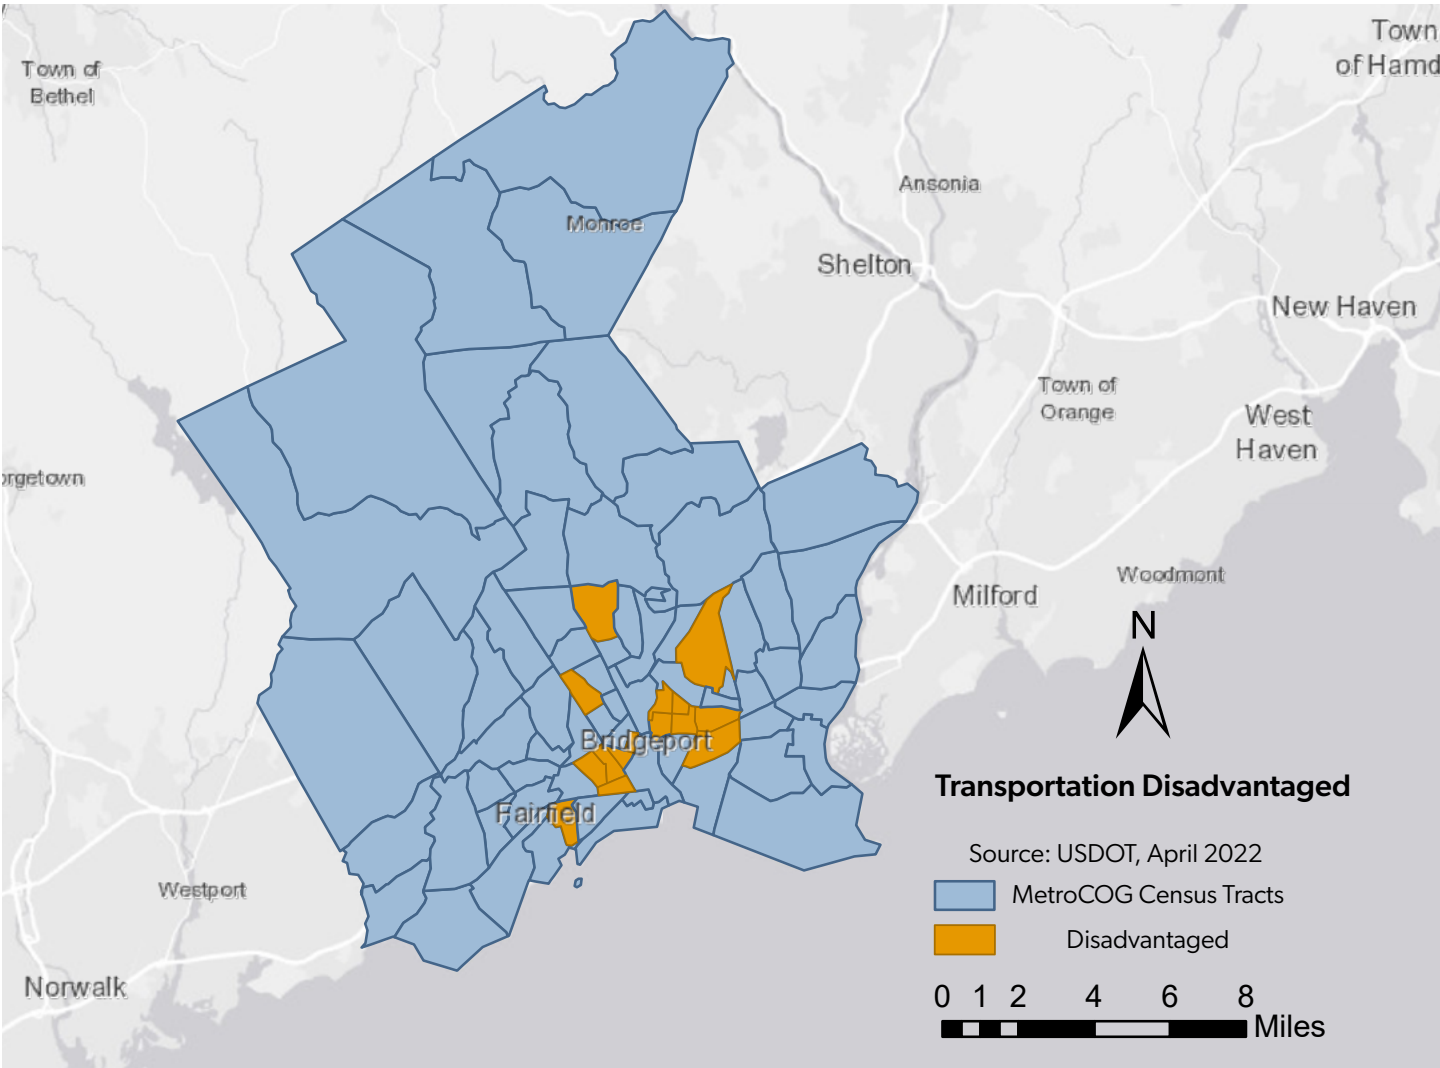 Town
of Hamd
Town of
Bethel
Ansonia
Monroe
Shelton
New Haven
Town of
Orange
West
Haven
orgetown
Woodmont
Milford
N
Bridgeport
Fairfield
Westport
Norwalk
Transportation Disadvantaged
Source: USDOT, April 2022
MetroCOG Census Tracts
Disadvantaged
0 1 2 4 6 8
Miles